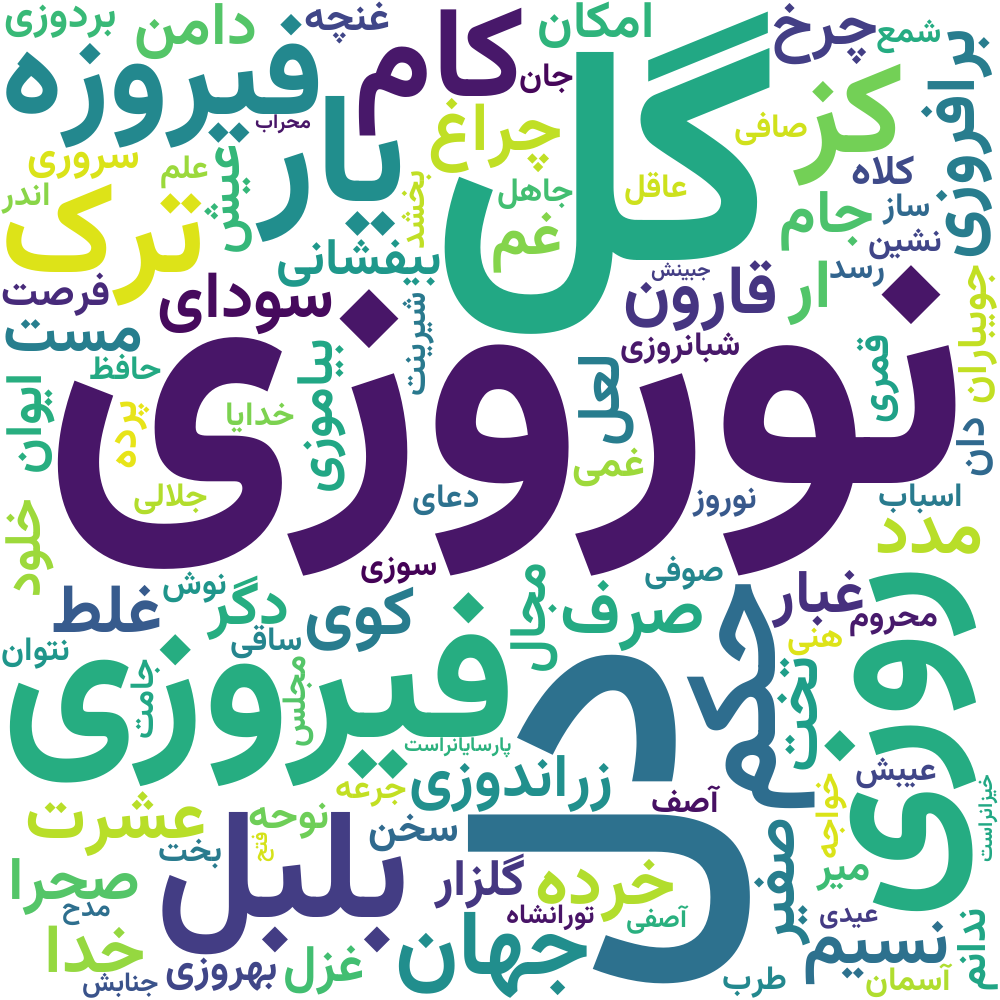 بردوزی
دامن
غنچه
امکان
چرخ
شمع
برافروزی
فیروزه
کام
جان
گل
کز
محراب
یار
چراغ
صافی
سروری
علم
عیش
کلاه
اندر
ترک
بخشد
جاهل
عاقل
جام
ساز
نشین
بیفشانی
غم
جبینش
رسد
فرصت
سودای
شیرینت
قارون
ار
جویباران
مست
شبانروزی
نوروزی
حافظ
بیاموزی
لعل
قمری
ایوان
پرده
خدایا
غمی
دان
جلالی
دعای
نوروز
اسباب
خلود
مدد
سوزی
صوفی
غلط
نوش
دگر
کوی
مجال
صرف
حکم
غبار
محروم
روزی
نتوان
ساقی
هنی
فیروزی
جامت
مجلس
تخت
پارسایانراست
عیبش
زراندوزی
جرعه
آصف
خواجه
خیزانراست
عشرت
نوحه
سخن
بلبل
فتح
بخت
گلزار
خرده
صفیر
میر
صحرا
مدح
تورانشاه
آصفی
عیدی
ندانم
خدا
جهان
نسیم
جنابش
بهروزی
غزل
طرب
آسمان